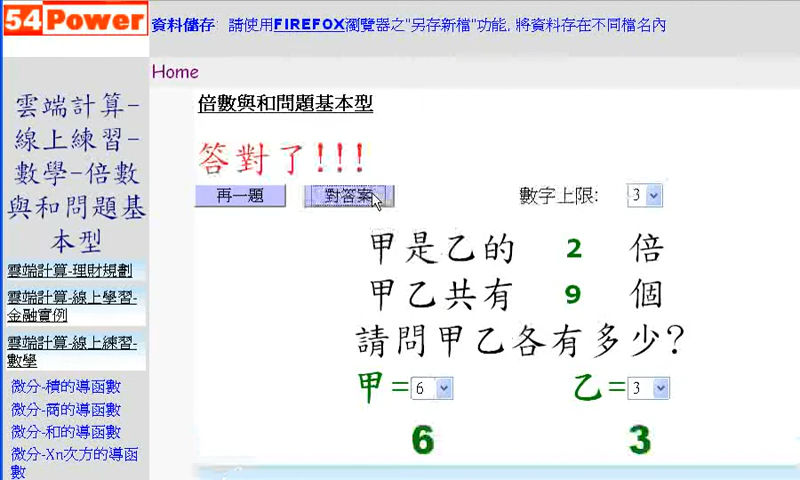 54Power
資料儲存: 請使用FIREFOX瀏覽器之"另存新檔"功能, 將資料存在不同檔名內
Home
雲端計算-
線上練習-
數學-倍數
與和問題基
本型
雲端計算-理財規劃
雲端計算-線上學習-
金融實例
雲端計算-線上練習-
數學
微分-積的導函數
微分-商的導函數
微分-和的導函數
微分-Xn次方的導函
數
倍數與和問題基本型
答對了!!!
再一題 對答案 數字上限: 3
甲是乙的 2 倍
甲乙共有 9 個
請問甲乙各有多少?
甲= 6 乙= 3
6 3